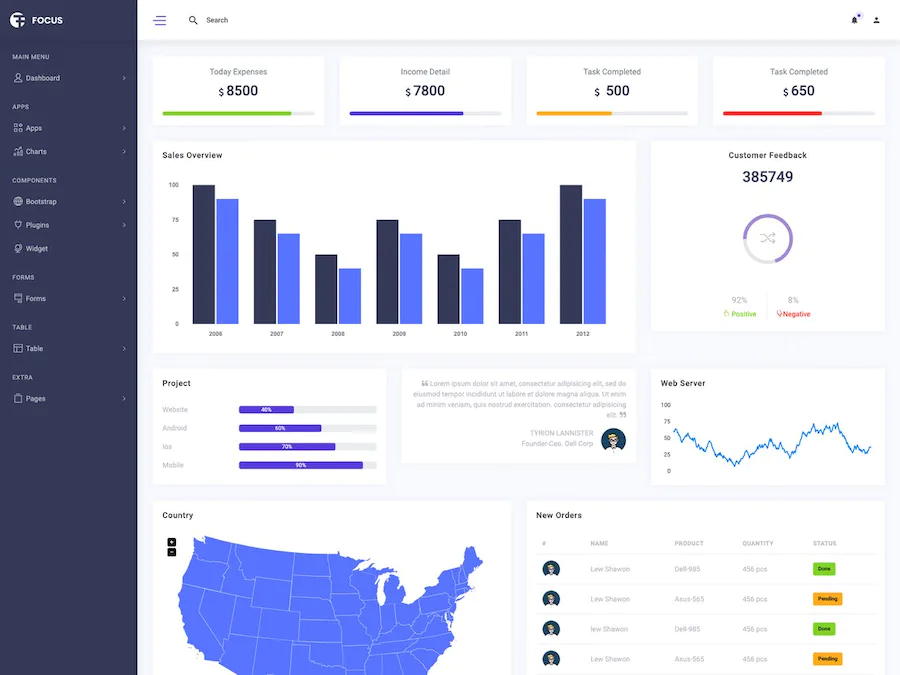 FOCUS
Search
MAIN MENU
Dashboard
APPS
Apps
Charts
COMPONENTS
Bootstrap
Plugins
Widget
FORMS
Forms
TABLE
Table
EXTRA
Pages
Today Expenses
$ 8500
Income Detail
$ 7800
Task Completed
$ 500
Task Completed
$ 650
Sales Overview
100
75
50
25
0
2006 2007 2008 2009 2010 2011 2012
Customer Feedback
385749
92% 8%
Positive Negative
Project
Website 40%
Android 60%
Ios 70%
Mobile 90%
❝ Lorem ipsum dolor sit amet, consectetur adipisicing elit, sed do
eiusmod tempor incididunt ut labore et dolore magna aliqua. Ut enim
ad minim veniam, quis nostrud exercitation. consectetur adipisicing
elit. ❞
TYRION LANNISTER
Founder-Ceo. Dell Corp
Web Server
100
75
50
25
0
Country
+
-
New Orders
# NAME PRODUCT QUANTITY STATUS
Lew Shawon Dell-985 456 pcs Done
Lew Shawon Asus-565 456 pcs Pending
lew Shawon Dell-985 456 pcs Done
Lew Shawon Asus-565 456 pcs Pending